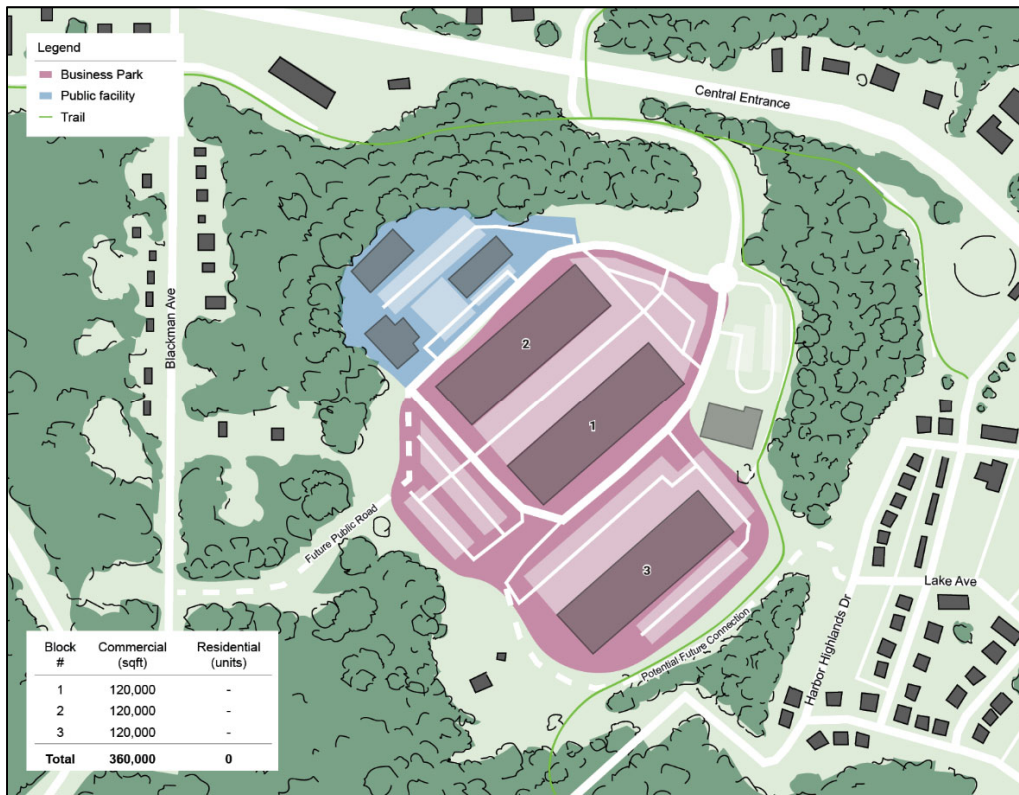 Legend
Business Park
Public facility
Trail
Central Entrance
Blackman Ave
2
1
3
Future Public Road
Potential Future Connection
Harbor Highlands Dr
Lake Ave
Block # Commercial (sqft) Residential (units)
1 120,000 -
2 120,000 -
3 120,000 -
Total 360,000 0